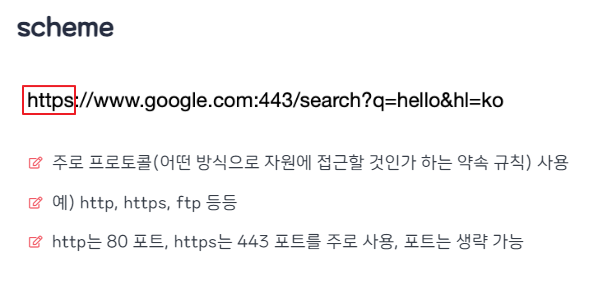 scheme
https://www.google.com:443/search?q=hello&hl=ko
주로 프로토콜(어떤 방식으로 자원에 접근할 것인가 하는 약속 규칙) 사용
예) http, https, ftp 등등
http는 80 포트, https는 443 포트를 주로 사용, 포트는 생략 가능